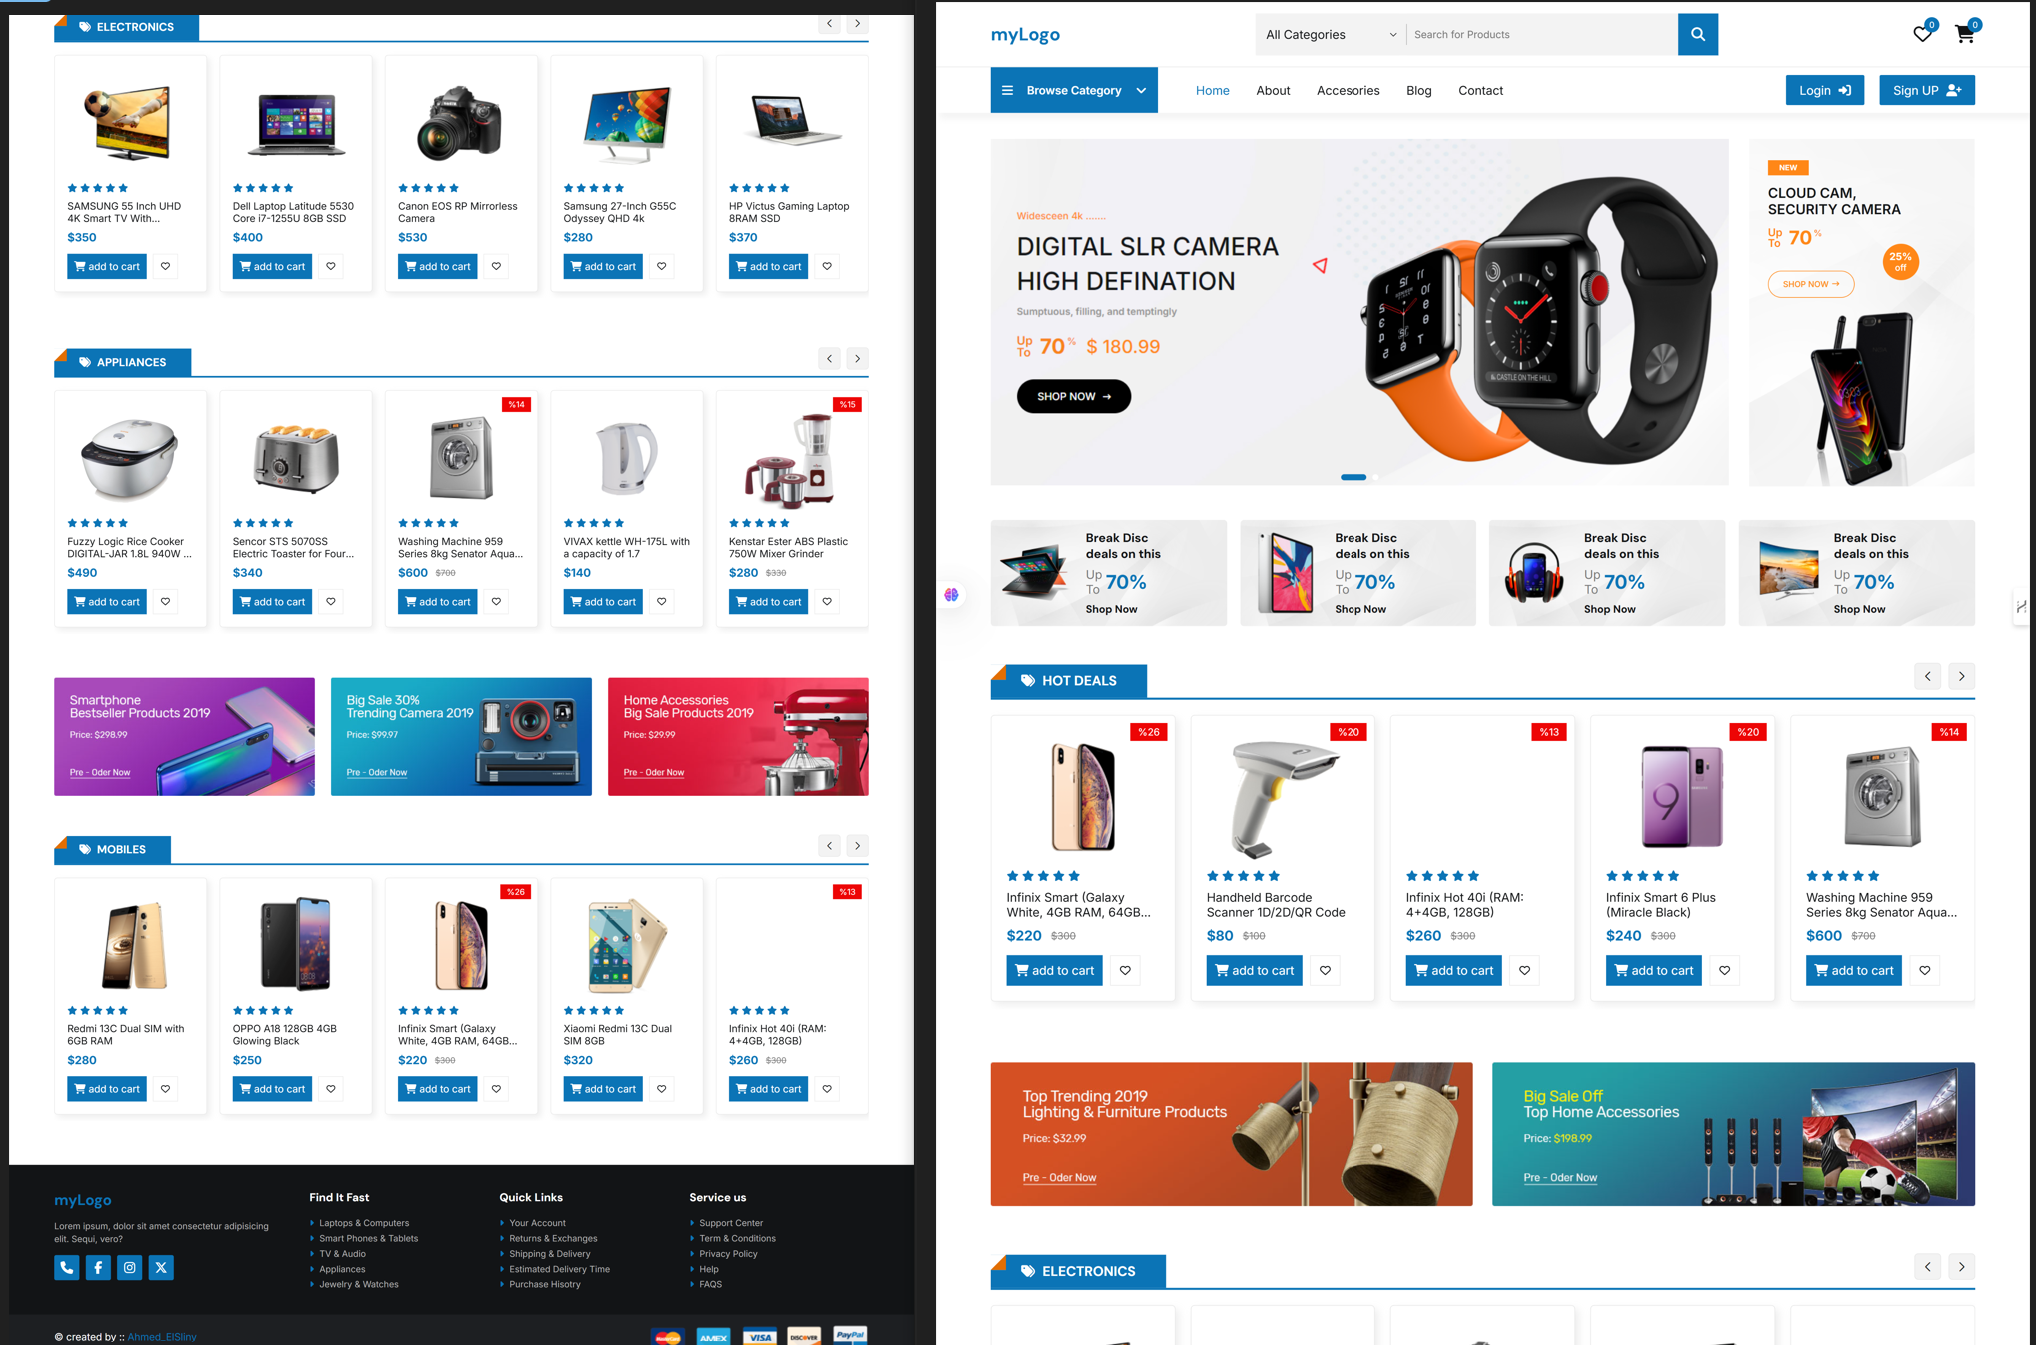 ELECTRONICS
SAMSUNG 55 Inch UHD
4K Smart TV With...
$350
add to cart
Dell Laptop Latitude 5530
Core i7-1255U 8GB SSD
$400
add to cart
Canon EOS RP Mirrorless
Camera
$530
add to cart
Samsung 27-Inch G55C
Odyssey QHD 4k
$280
add to cart
HP Victus Gaming Laptop
8RAM SSD
$370
add to cart
APPLIANCES
Fuzzy Logic Rice Cooker
DIGITAL-JAR 1.8L 940W ...
$490
add to cart
Sencor STS 5070SS
Electric Toaster for Four...
$340
add to cart
%14
Washing Machine 959
Series 8kg Senator Aqua...
$600 $700
add to cart
VIVAX kettle WH-175L with
a capacity of 1.7
$140
add to cart
%15
Kenstar Ester ABS Plastic
750W Mixer Grinder
$280 $330
add to cart
Smartphone
Bestseller Products 2019
Price: $298.99
Pre - Oder Now
Big Sale 30%
Trending Camera 2019
Price: $99.97
Pre - Oder Now
Home Accessories
Big Sale Products 2019
Price: $29.99
Pre - Oder Now
MOBILES
Redmi 13C Dual SIM with
6GB RAM
$280
add to cart
OPPO A18 128GB 4GB
Glowing Black
$250
add to cart
%26
Infinix Smart (Galaxy
White, 4GB RAM, 64GB...
$220 $300
add to cart
Xiaomi Redmi 13C Dual
SIM 8GB
$320
add to cart
%13
Infinix Hot 40i (RAM:
4+4GB, 128GB)
$260 $300
add to cart
myLogo
Lorem ipsum, dolor sit amet consectetur adipisicing
elit. Sequi, vero?
Find It Fast
Laptops & Computers
Smart Phones & Tablets
TV & Audio
Appliances
Jewelry & Watches
Quick Links
Your Account
Returns & Exchanges
Shipping & Delivery
Estimated Delivery Time
Purchase Hisotry
Service us
Support Center
Term & Conditions
Privacy Policy
Help
FAQS
© created by :: Ahmed_ElSliny
MasterCard
AMEX
VISA
DISCOVER
PayPal
myLogo
All Categories
Search for Products
0
0
Browse Category
Home
About
Accesories
Blog
Contact
Login
Sign UP
Widesceen 4k .......
DIGITAL SLR CAMERA
HIGH DEFINATION
Sumptuous, filling, and temptingly
Up To 70% $ 180.99
SHOP NOW →
CASTLE ON THE HILL
NEW
CLOUD CAM,
SECURITY CAMERA
Up To 70%
25%
off
SHOP NOW →
Break Disc
deals on this
Up To 70%
Shop Now
Break Disc
deals on this
Up To 70%
Shop Now
Break Disc
deals on this
Up To 70%
Shop Now
Break Disc
deals on this
Up To 70%
Shop Now
HOT DEALS
%26
Infinix Smart (Galaxy
White, 4GB RAM, 64GB...
$220 $300
add to cart
%20
Handheld Barcode
Scanner 1D/2D/QR Code
$80 $100
add to cart
%13
Infinix Hot 40i (RAM:
4+4GB, 128GB)
$260 $300
add to cart
%20
9
Infinix Smart 6 Plus
(Miracle Black)
$240 $300
add to cart
%14
Washing Machine 959
Series 8kg Senator Aqua...
$600 $700
add to cart
Top Trending 2019
Lighting & Furniture Products
Price: $32.99
Pre - Oder Now
Big Sale Off
Top Home Accessories
Price: $198.99
Pre - Oder Now
ELECTRONICS